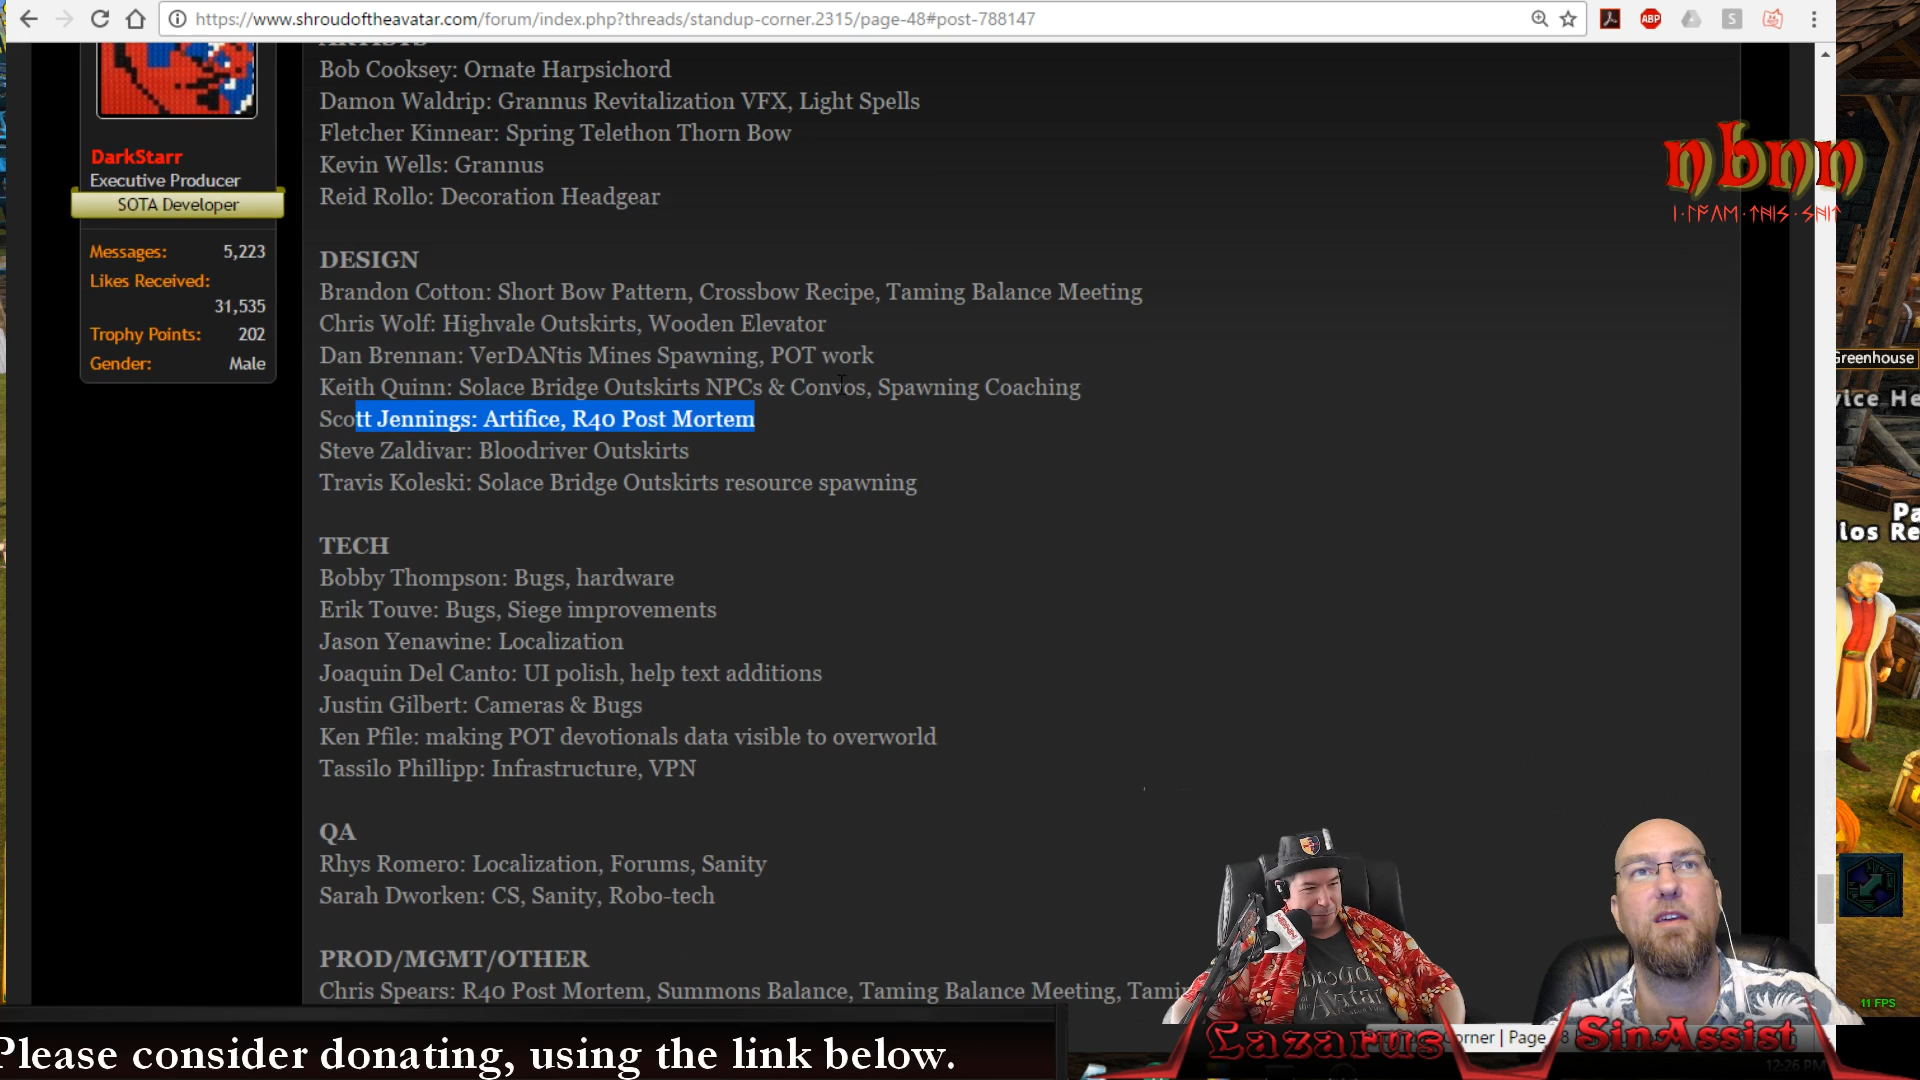 https://www.shroudoftheavatar.com/forum/index.php?threads/standup-corner.2315/page-48#post-788147
ABP
S
ARTISTS
Bob Cooksey: Ornate Harpsichord
Damon Waldrip: Grannus Revitalization VFX, Light Spells
Fletcher Kinnear: Spring Telethon Thorn Bow
Kevin Wells: Grannus
Reid Rollo: Decoration Headgear
DarkStarr
Executive Producer
SOTA Developer
Messages: 5,223
Likes Received:
31,535
Trophy Points: 202
Gender: Male
DESIGN
Brandon Cotton: Short Bow Pattern, Crossbow Recipe, Taming Balance Meeting
Chris Wolf: Highvale Outskirts, Wooden Elevator
Dan Brennan: VerDANtis Mines Spawning, POT work
Keith Quinn: Solace Bridge Outskirts NPCs & Convos, Spawning Coaching
Scott Jennings: Artifice, R40 Post Mortem
Steve Zaldivar: Bloodriver Outskirts
Travis Koleski: Solace Bridge Outskirts resource spawning
TECH
Bobby Thompson: Bugs, hardware
Erik Touve: Bugs, Siege improvements
Jason Yenawine: Localization
Joaquin Del Canto: UI polish, help text additions
Justin Gilbert: Cameras & Bugs
Ken Pfile: making POT devotionals data visible to overworld
Tassilo Phillipp: Infrastructure, VPN
QA
Rhys Romero: Localization, Forums, Sanity
Sarah Dworken: CS, Sanity, Robo-tech
PROD/MGMT/OTHER
Chris Spears: R40 Post Mortem, Summons Balance, Taming Balance Meeting,
nbnn
Greenhouse
11 FPS
Lazarus
Page
SinAssist
12:26 PM
Please consider donating, using the link below.